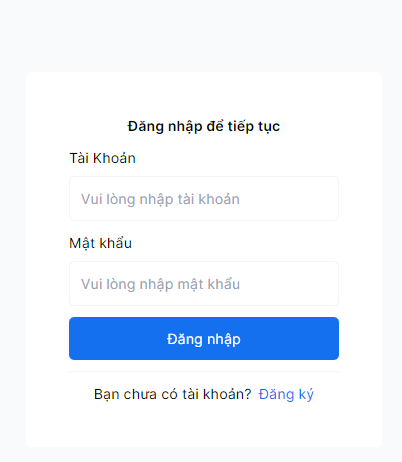 Đăng nhập để tiếp tục
Tài Khoản
Vui lòng nhập tài khoản
Mật khẩu
Vui lòng nhập mật khẩu
Đăng nhập
Bạn chưa có tài khoản? Đăng ký